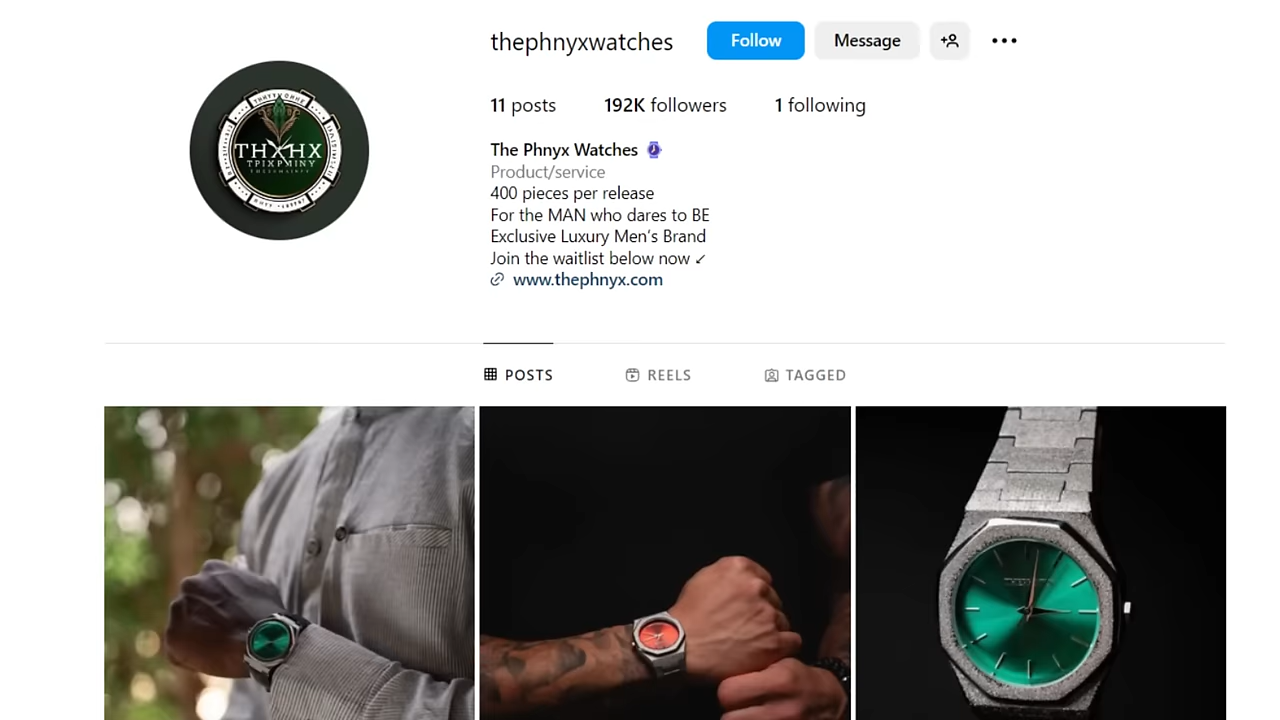 thephnyxwatches
Follow
Message
11 posts
192K followers
1 following
The Phnyx Watches
Product/service
400 pieces per release
For the MAN who dares to BE
Exclusive Luxury Men's Brand
Join the waitlist below now ↙
www.thephnyx.com
THXHX
TPIXPMINY
POSTS
REELS
TAGGED